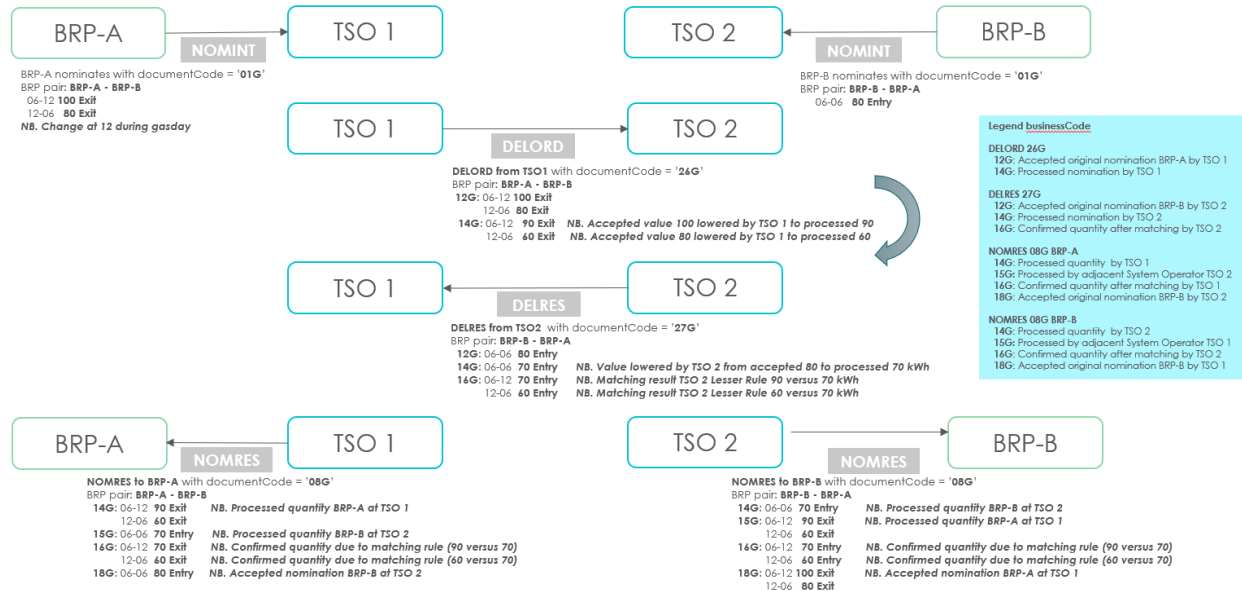 BRP-A
TSO 1
TSO 2
BRP-B
NOMINT
NOMINT
BRP-A nominates with documentCode = '01G'
BRP pair: BRP-A - BRP-B
06-12 100 Exit
12-06 80 Exit
NB. Change at 12 during gasday
BRP-B nominates with documentCode = '01G'
BRP pair: BRP-B - BRP-A
06-06 80 Entry
TSO 1
TSO 2
DELORD
DELORD from TSO1 with documentCode = '26G'
BRP pair: BRP-A - BRP-B
12G: 06-12 100 Exit
12-06 80 Exit
14G: 06-12 90 Exit NB. Accepted value 100 lowered by TSO 1 to processed 90
12-06 60 Exit NB. Accepted value 80 lowered by TSO 1 to processed 60
Legend businessCode
DELORD 26G
12G: Accepted original nomination BRP-A by TSO 1
14G: Processed nomination by TSO 1
DELRES 27G
12G: Accepted original nomination BRP-B by TSO 2
14G: Processed nomination by TSO 2
16G: Confirmed quantity after matching by TSO 2
NOMRES 08G BRP-A
14G: Processed quantity by TSO 1
15G: Processed by adjacent System Operator TSO 2
16G: Confirmed quantity after matching by TSO 1
18G: Accepted original nomination BRP-B by TSO 2
NOMRES 08G BRP-B
14G: Processed quantity by TSO 2
15G: Processed by adjacent System Operator TSO 1
16G: Confirmed quantity after matching by TSO 2
18G: Accepted original nomination BRP-B by TSO 1
TSO 1
TSO 2
DELRES
DELRES from TSO2 with documentCode = '27G'
BRP pair: BRP-B - BRP-A
12G: 06-06 80 Entry
14G: 06-06 70 Entry NB. Value lowered by TSO 2 from accepted 80 to processed 70 kWh
16G: 06-12 70 Entry NB. Matching result TSO 2 Lesser Rule 90 versus 70 kWh
12-06 60 Entry NB. Matching result TSO 2 Lesser Rule 60 versus 70 kWh
BRP-A
TSO 1
TSO 2
BRP-B
NOMRES
NOMRES
NOMRES to BRP-A with documentCode = '08G'
BRP pair: BRP-A - BRP-B
14G: 06-12 90 Exit NB. Processed quantity BRP-A at TSO 1
12-06 60 Exit
15G: 06-06 70 Entry NB. Processed quantity BRP-B at TSO 2
16G: 06-12 70 Exit NB. Confirmed quantity due to matching rule (90 versus 70)
12-06 60 Exit NB. Confirmed quantity due to matching rule (60 versus 70)
18G: 06-06 80 Entry NB. Accepted nomination BRP-B at TSO 2
NOMRES to BRP-B with documentCode = '08G'
BRP pair: BRP-B - BRP-A
14G: 06-06 70 Entry NB. Processed quantity BRP-B at TSO 2
15G: 06-12 90 Exit NB. Processed quantity BRP-A at TSO 1
12-06 60 Exit
16G: 06-12 70 Entry NB. Confirmed quantity due to matching rule (90 versus 70)
12-06 60 Entry NB. Confirmed quantity due to matching rule (60 versus 70)
18G: 06-12 100 Exit NB. Accepted nomination BRP-A at TSO 1
12-06 80 Exit